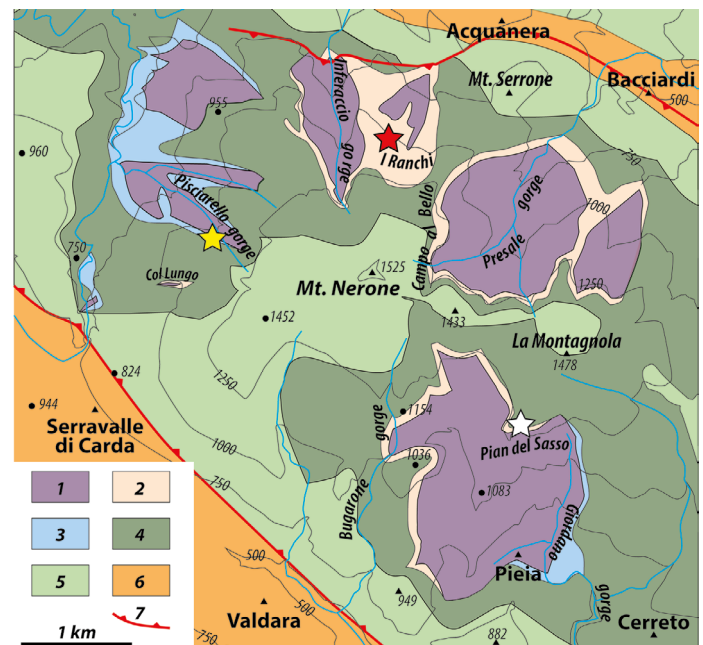 Acquanera
Mt. Serrone
Bacciardi
500
955
Inferaccio
gorge
I Ranchi
960
750
Pisciarello gorge
1000
gorge
Presale
Campo al Bello
750
Col Lungo
1525
Mt. Nerone
1250
1452
1433
La Montagnola
1478
824
1250
944
Serravalle
di Carda
1154
gorge
1000
1036
Pian del Sasso
750
1083
Bugarone
Giordano
1 2
3 4
5 6
7
1 km
500
500
Pieia
gorge
949
Valdara
Cerreto
750
882